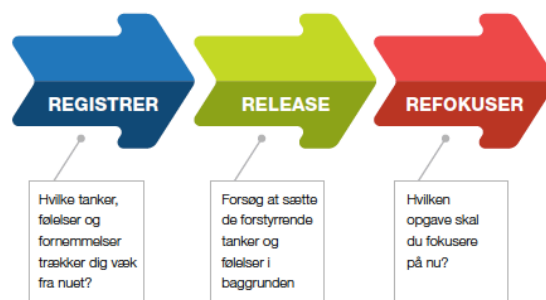 REGISTRER
RELEASE
REFOKUSER
Hvilke tanker,
følelser og
fornemmelser
trækker dig væk
fra nuet?
Forsøg at sætte
de forstyrrende
tanker og
følelser i
baggrunden
Hvilken
opgave skal
du fokusere
på nu?